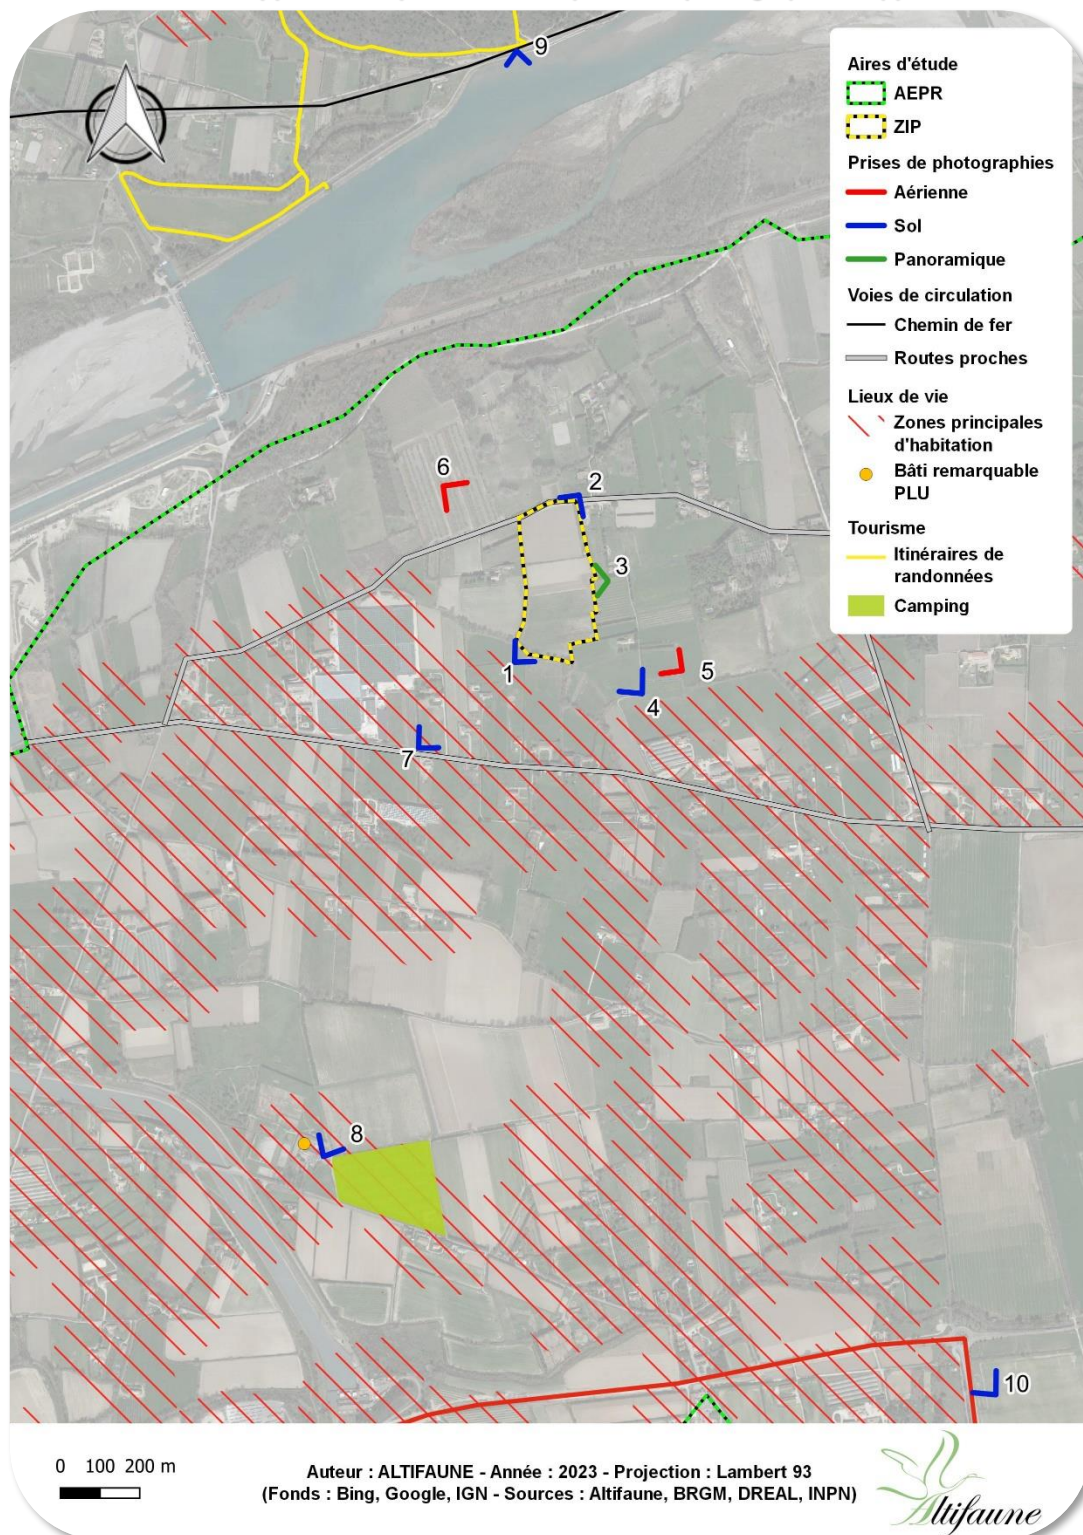 9
Aires d'étude
AEPR
ZIP
Prises de photographies
Aérienne
Sol
Panoramique
Voies de circulation
Chemin de fer
Routes proches
Lieux de vie
Zones principales
d'habitation
Bâti remarquable
PLU
Tourisme
Itinéraires de
randonnées
Camping
6
2
3
1
5
4
7
8
10
0 100 200 m
Auteur : ALTIFAUNE - Année : 2023 - Projection : Lambert 93
(Fonds : Bing, Google, IGN - Sources : Altifaune, BRGM, DREAL, INPN)
Altifaune